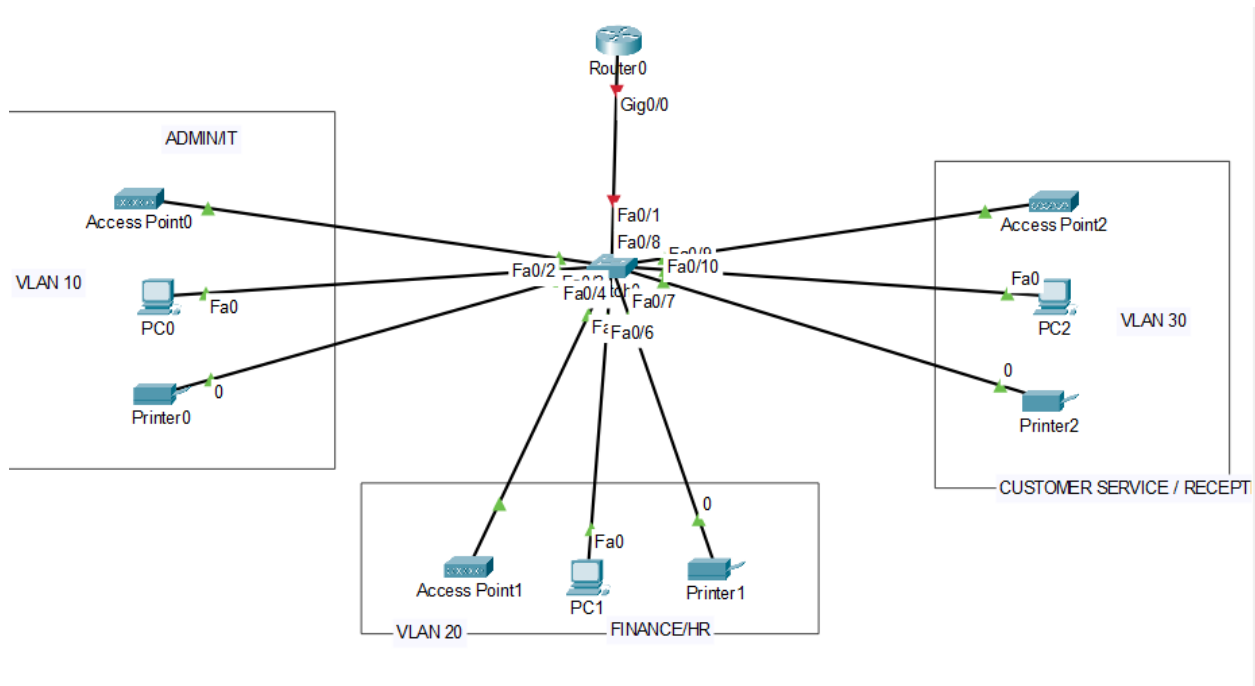 Router0
Gig0/0
ADMIN/IT
Access Point0
Fa0/1
Fa0/8
Access Point2
Fa0/2
Fa0/10
VLAN 10
Fa0
Fa0/4
Fa0/7
Fa0
PC0
Fa0/6
PC2
VLAN 30
0
0
Printer0
Printer2
CUSTOMER SERVICE / RECEPTI
0
Fa0
Access Point1
PC1
Printer1
VLAN 20
FINANCE/HR